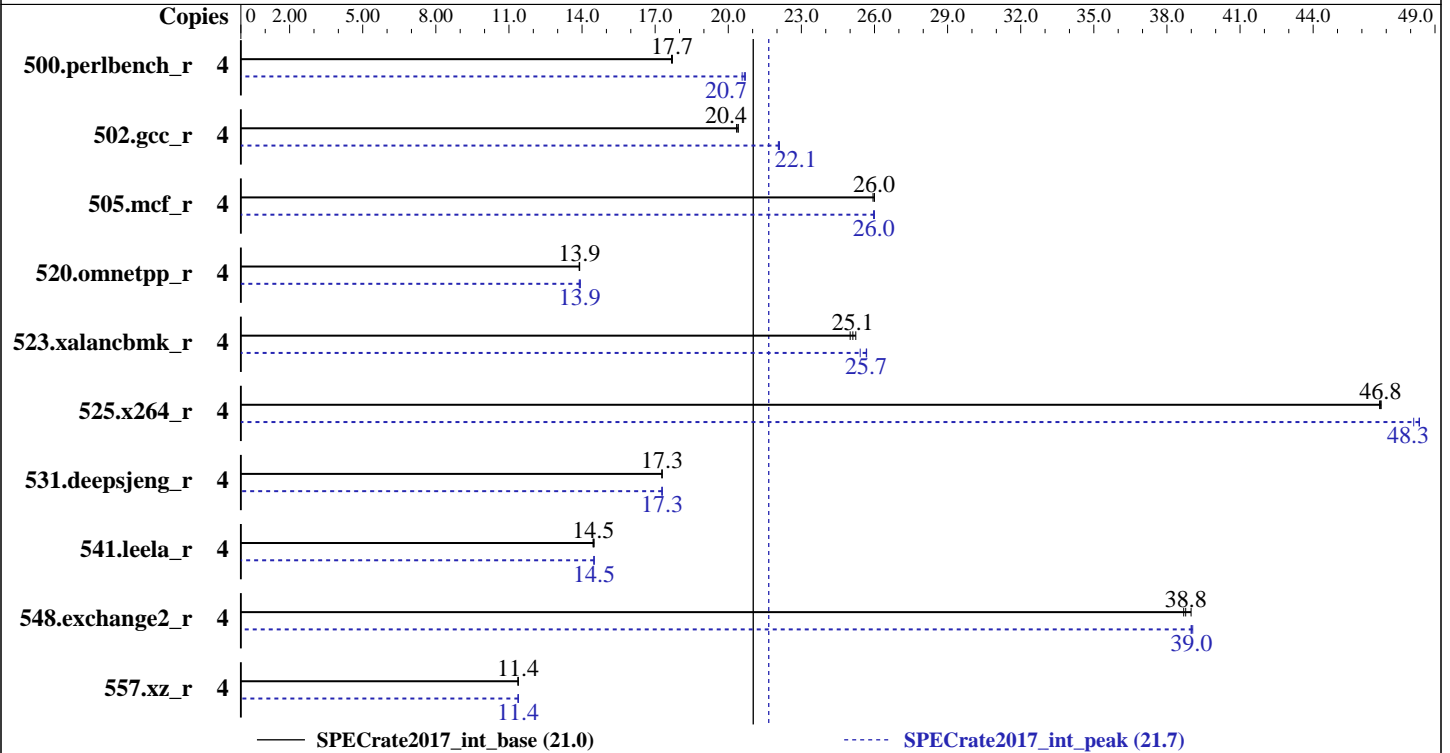 Copies 0 2.00 5.00 8.00 11.0 14.0 17.0 20.0 23.0 26.0 29.0 32.0 35.0 38.0 41.0 44.0 49.0
17.7
500.perlbench_r 4
20.7
20.4
502.gcc_r 4
22.1
26.0
505.mcf_r 4
26.0
13.9
520.omnetpp_r 4
13.9
25.1
523.xalancbmk_r 4
25.7
46.8
525.x264_r 4
48.3
17.3
531.deepsjeng_r 4
17.3
14.5
541.leela_r 4
14.5
38.8
548.exchange2_r 4
39.0
11.4
557.xz_r 4
11.4
SPECrate2017_int_base (21.0) SPECrate2017_int_peak (21.7)